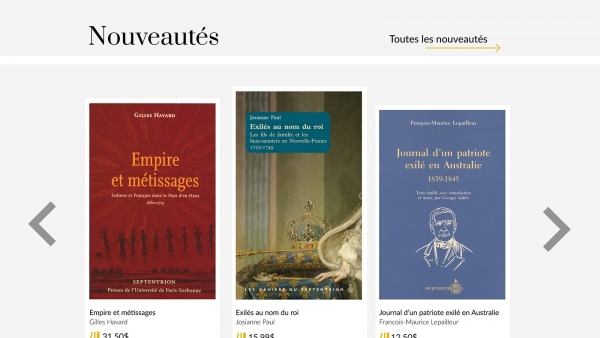 Nouveautés
Toutes les nouveautés
GILLES HAVARD
Empire
et métissages
Indiens et Français dans le Pays d'en Haut
1660-1715
SEPTENTRION
Presses de l'Université de Paris-Sorbonne
Josianne Paul
Exilés au nom du roi
Les fils de famille et les
faux-sauniers en Nouvelle-France
1723-1749
LES CAHIERS DU SEPTENTRION
François-Maurice Lepailleur
Journal d'un patriote
exilé en Australie
1839-1845
Texte établi, avec introduction
et notes, par Georges Aubin
septentrion
Empire et métissages
Gilles Havard
31,50$
Exilés au nom du roi
Josianne Paul
15,99$
Journal d'un patriote exilé en Australie
François-Maurice Lepailleur
12,50$